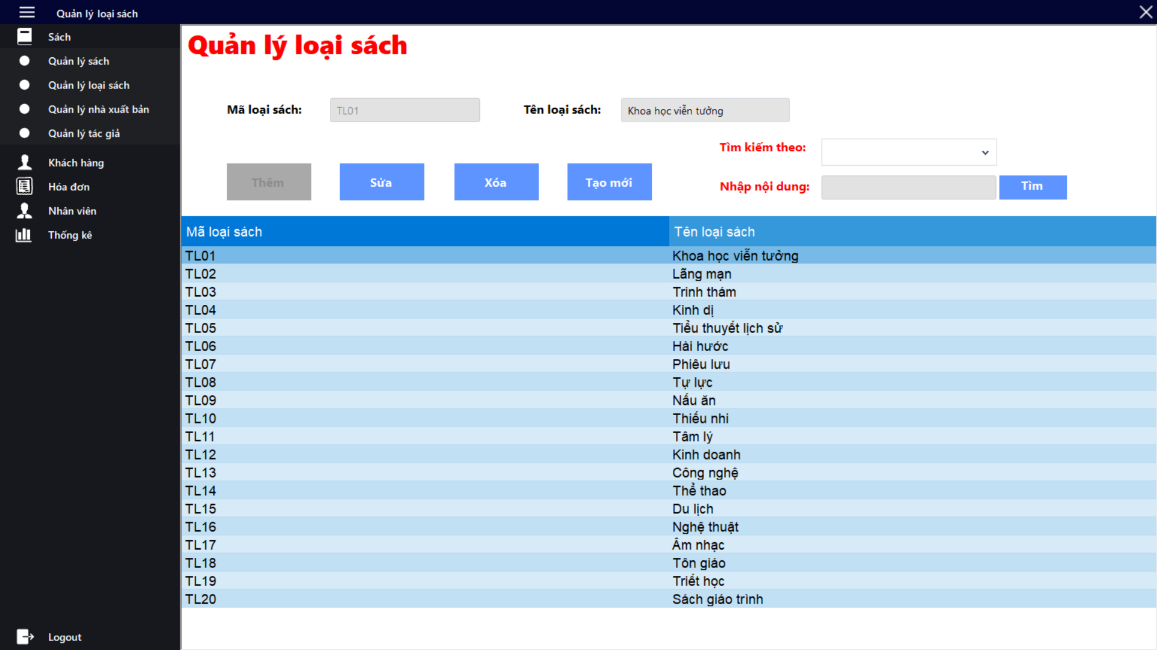 Quản lý loại sách
Sách
Quản lý sách
Quản lý loại sách
Quản lý nhà xuất bản
Quản lý tác giả
Khách hàng
Hóa đơn
Nhân viên
Thống kê
Logout
Quản lý loại sách
Mã loại sách: TL01 Tên loại sách: Khoa học viễn tưởng
Tìm kiếm theo:
Thêm Sửa Xóa Tạo mới
Nhập nội dung: Tìm
Mã loại sách Tên loại sách
TL01 Khoa học viễn tưởng
TL02 Lãng mạn
TL03 Trinh thám
TL04 Kinh dị
TL05 Tiểu thuyết lịch sử
TL06 Hài hước
TL07 Phiêu lưu
TL08 Tự lực
TL09 Nấu ăn
TL10 Thiếu nhi
TL11 Tâm lý
TL12 Kinh doanh
TL13 Công nghệ
TL14 Thể thao
TL15 Du lịch
TL16 Nghệ thuật
TL17 Âm nhạc
TL18 Tôn giáo
TL19 Triết học
TL20 Sách giáo trình